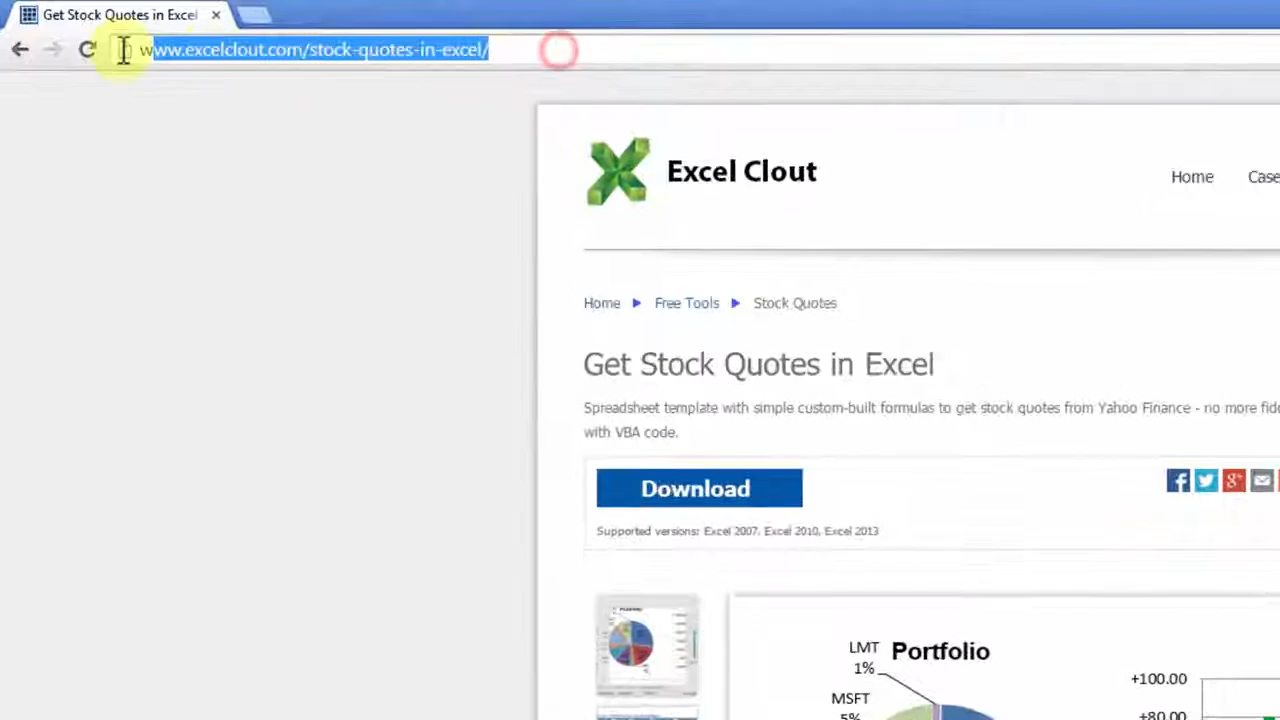 Get Stock Quotes in Excel
www.excelclout.com/stock-quotes-in-excel/
Excel Clout
Home Case
Home Free Tools Stock Quotes
Get Stock Quotes in Excel
Spreadsheet template with simple custom-built formulas to get stock quotes from Yahoo Finance - no more fidd
with VBA code.
Download
Supported versions: Excel 2007, Excel 2010, Excel 2013
LMT
1%
Portfolio
MSFT
5%
+100.00
+80.00